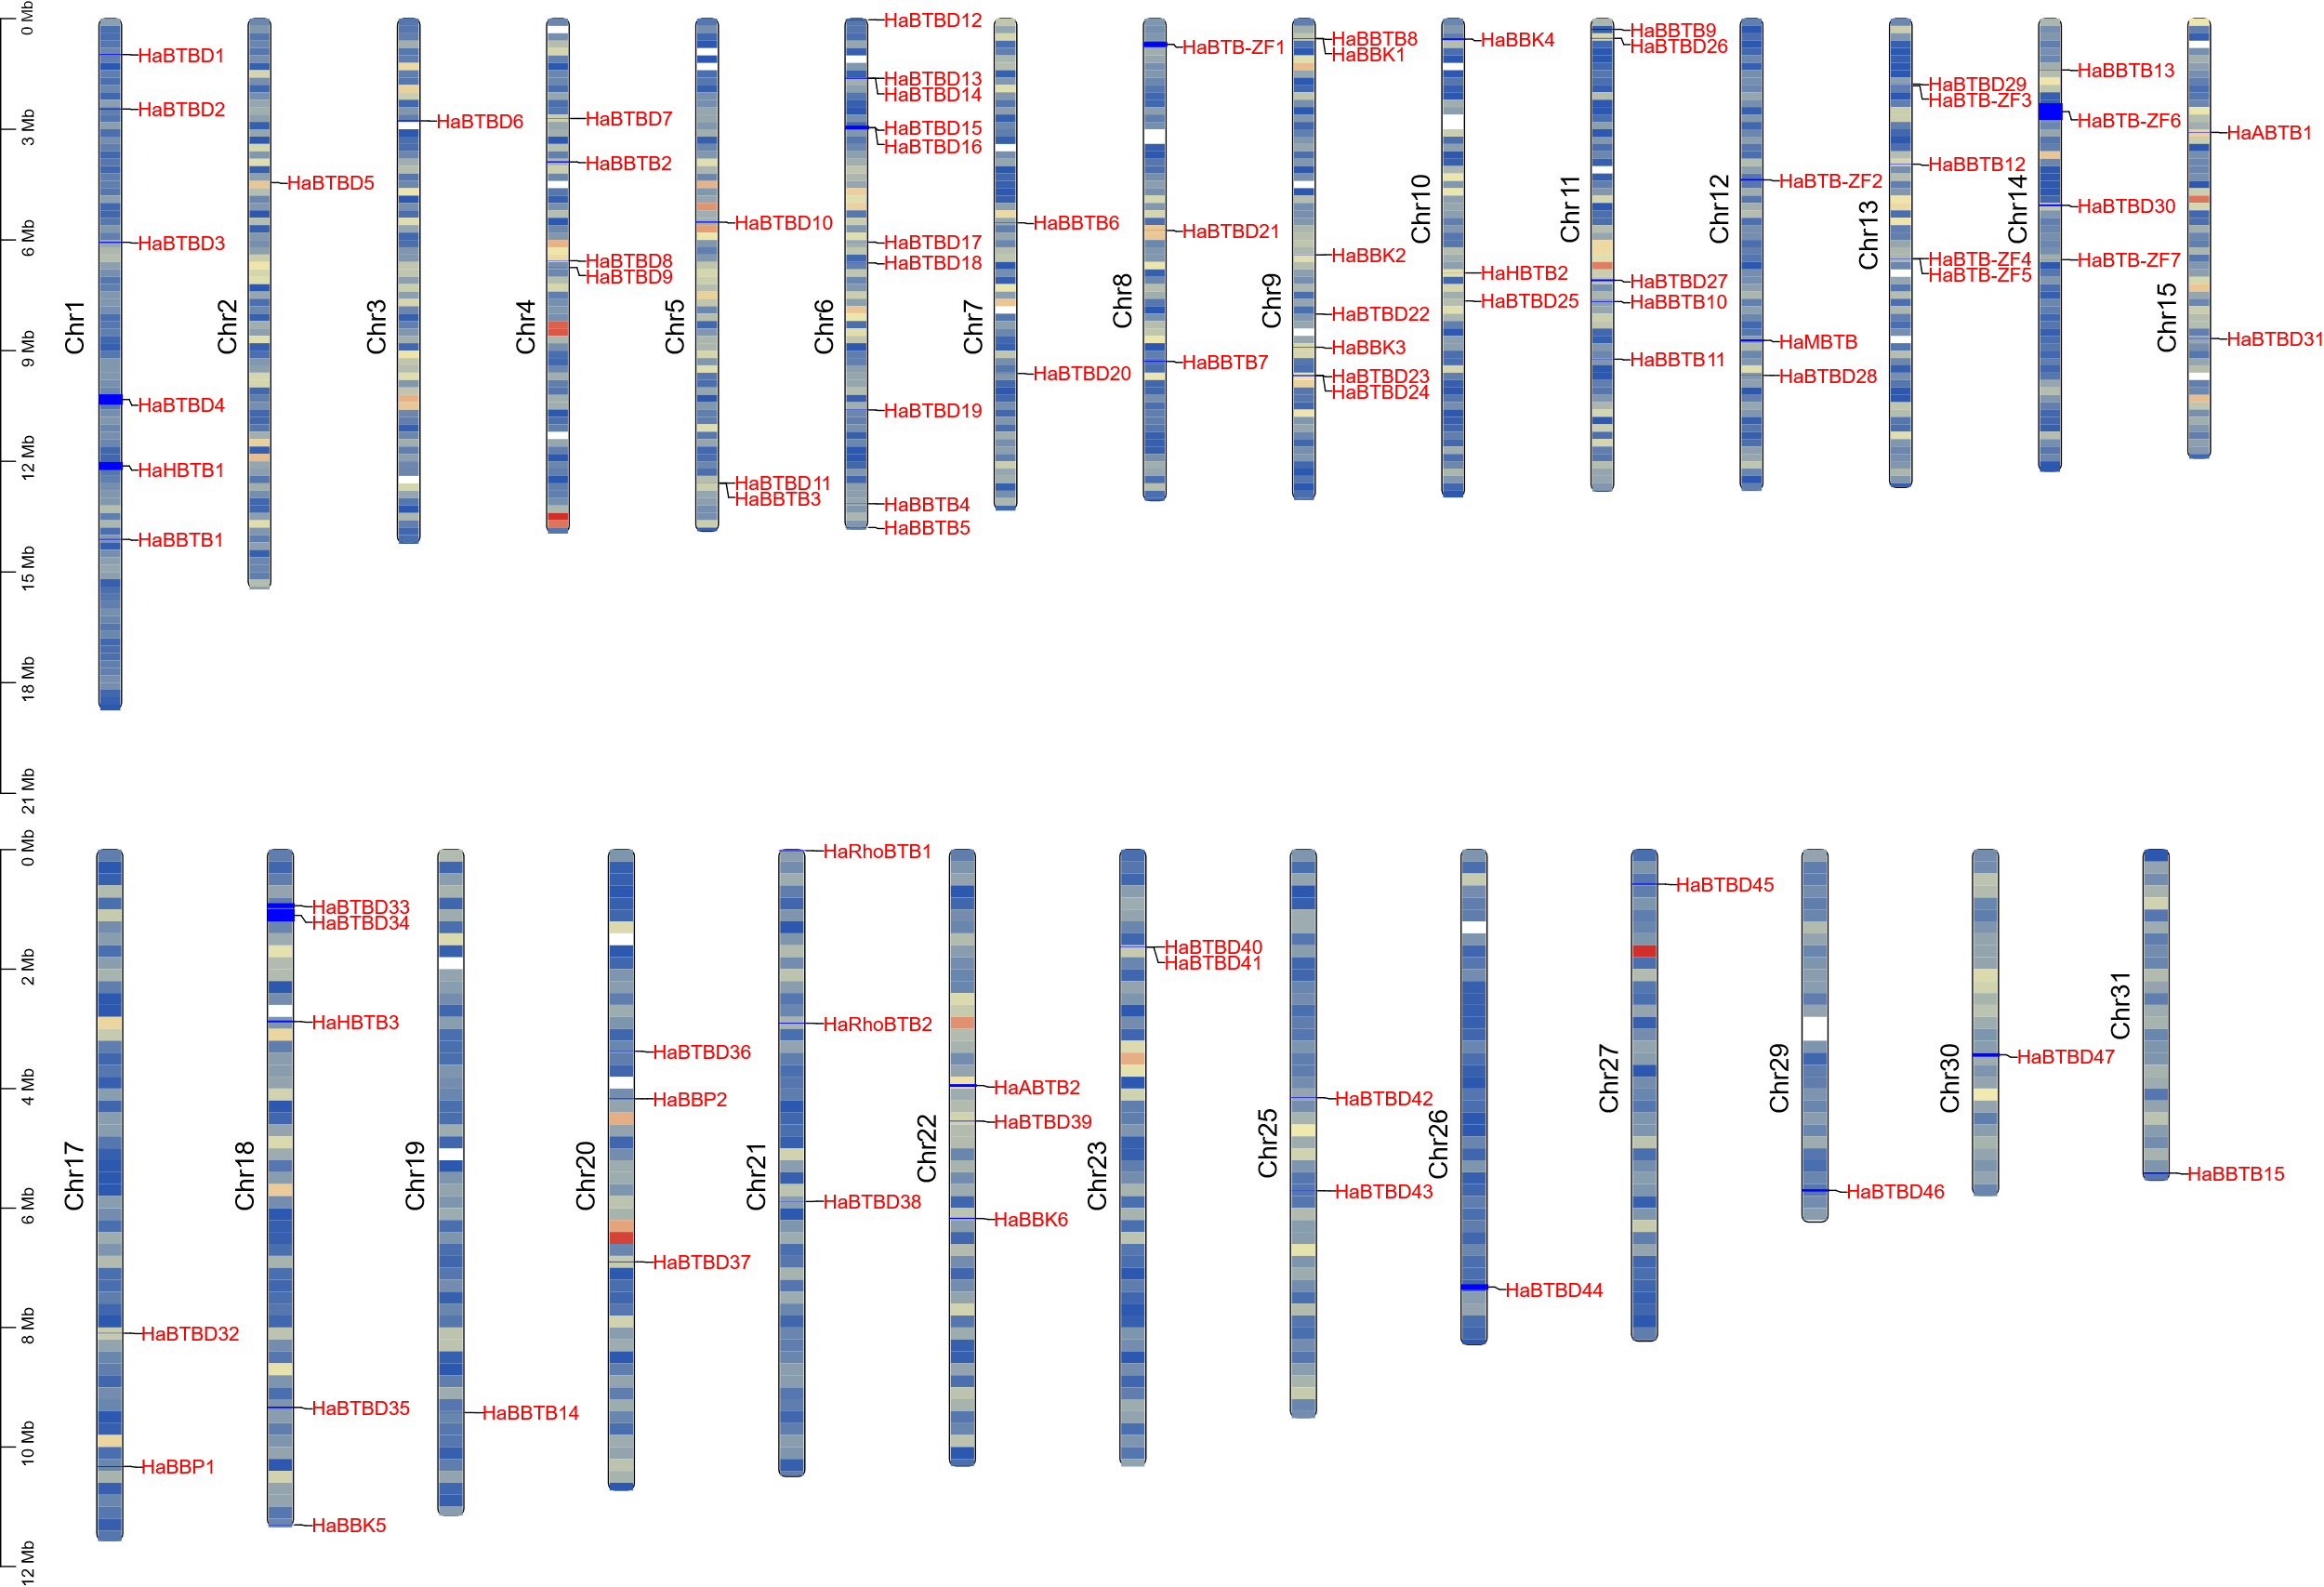 0 Mb
3 Mb
6 Mb
9 Mb
12 Mb
15 Mb
18 Mb
21 Mb
Chr1
HaBTBD1
HaBTBD2
HaBTBD3
HaBTBD4
HaHBTB1
HaBBTB1
Chr2
HaBTBD5
Chr3
HaBTBD6
Chr4
HaBTBD7
HaBBTB2
HaBTBD8
HaBTBD9
Chr5
HaBTBD10
HaBTBD11
HaBBTB3
Chr6
HaBTBD12
HaBTBD13
HaBTBD14
HaBTBD15
HaBTBD16
HaBTBD17
HaBTBD18
HaBTBD19
HaBBTB4
HaBBTB5
Chr7
HaBBTB6
HaBTBD20
Chr8
HaBTB-ZF1
HaBTBD21
HaBBTB7
Chr9
HaBBTB8
HaBBK1
HaBBK2
HaBTBD22
HaBBK3
HaBTBD23
HaBTBD24
Chr10
HaBBK4
HaHBTB2
HaBTBD25
Chr11
HaBBTB9
HaBTBD26
HaBTBD27
HaBBTB10
HaBBTB11
Chr12
HaBTB-ZF2
HaMBTB
HaBTBD28
Chr13
HaBTBD29
HaBTB-ZF3
HaBBTB12
HaBTB-ZF4
HaBTB-ZF5
Chr14
HaBBTB13
HaBTB-ZF6
HaBTBD30
HaBTB-ZF7
Chr15
HaABTB1
HaBTBD31
0 Mb
2 Mb
4 Mb
6 Mb
8 Mb
10 Mb
12 Mb
Chr17
HaBTBD32
HaBBP1
Chr18
HaBTBD33
HaBTBD34
HaHBTB3
HaBTBD35
HaBBK5
Chr19
HaBBTB14
Chr20
HaBTBD36
HaBBP2
HaBTBD37
Chr21
HaRhoBTB1
HaRhoBTB2
HaBTBD38
Chr22
HaABTB2
HaBTBD39
HaBBK6
Chr23
HaBTBD40
HaBTBD41
Chr25
HaBTBD42
HaBTBD43
Chr26
HaBTBD44
Chr27
HaBTBD45
Chr29
HaBTBD46
Chr30
HaBTBD47
Chr31
HaBBTB15